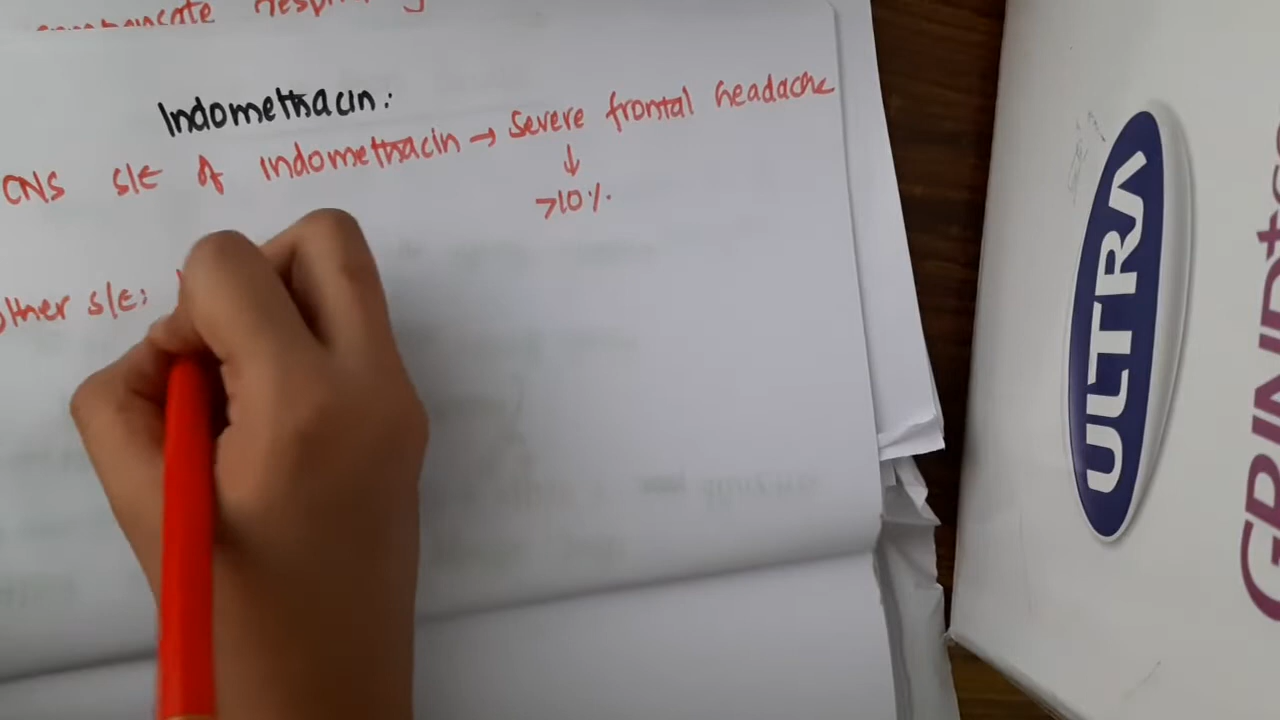 Indomethacin:
CNS s/E of Indomethacin → Severe frontal headache
↓
>10%.
other s/E:
ULTRA